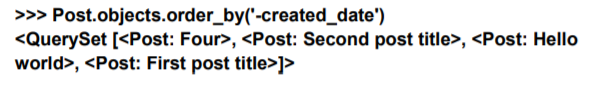 >>> Post.objects.order_by('-created_date')
<QuerySet [<Post: Four>, <Post: Second post title>, <Post: Hello
world>, <Post: First post title>]>